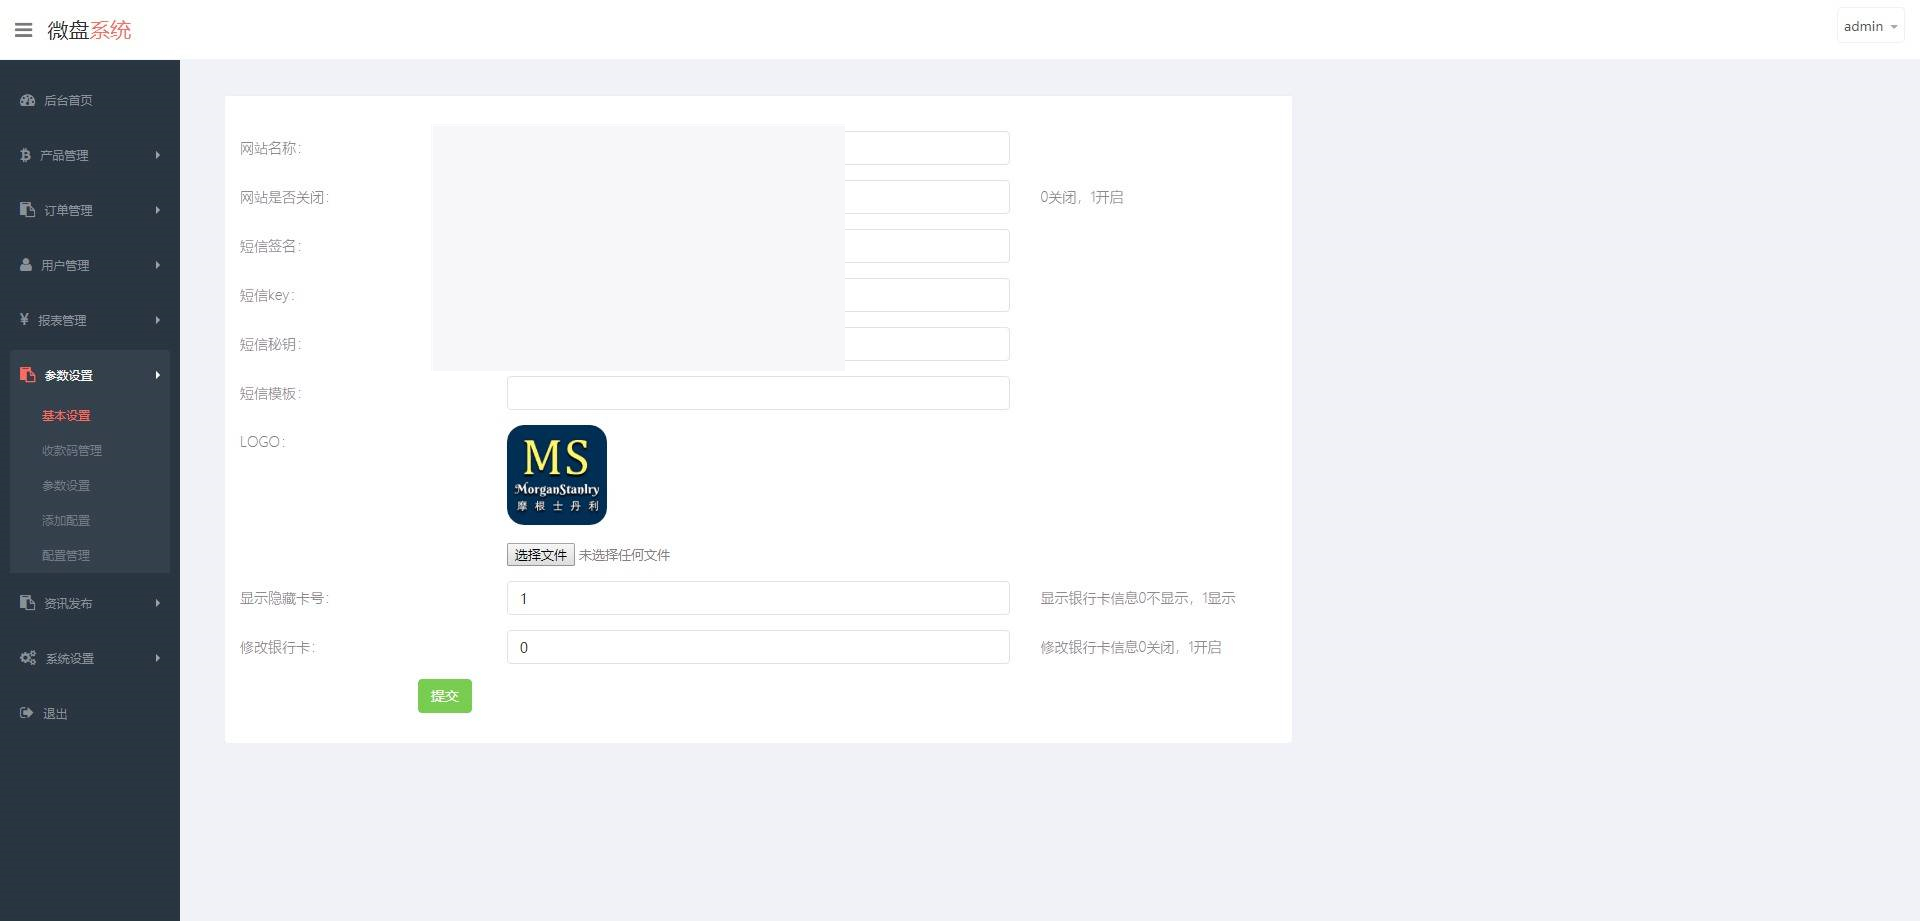 微盘系统
admin
后台首页
产品管理
订单管理
用户管理
¥ 报表管理
参数设置
基本设置
收款码管理
参数设置
添加配置
配置管理
资讯发布
系统设置
退出
网站名称：
网站是否关闭：
0关闭，1开启
短信签名：
短信key：
短信秘钥：
短信模板：
LOGO：
MS
MorganStanlry
摩根士丹利
选择文件 未选择任何文件
显示隐藏卡号：
1
显示银行卡信息0不显示，1显示
修改银行卡：
0
修改银行卡信息0关闭，1开启
提交